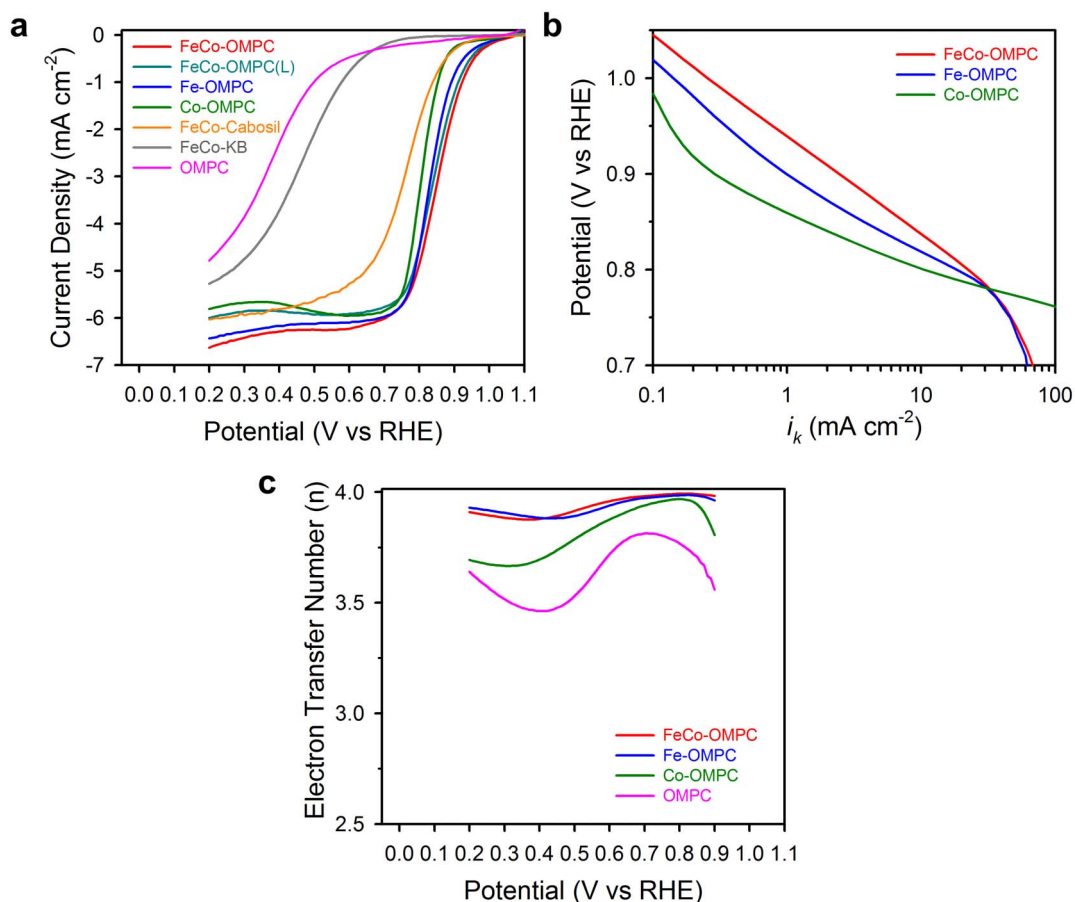 a
0
-1
-2
-3
-4
-5
-6
-7
Current Density (mA cm⁻²)
FeCo-OMPC
FeCo-OMPC(L)
Fe-OMPC
Co-OMPC
FeCo-Cabosil
FeCo-KB
OMPC
0.0 0.1 0.2 0.3 0.4 0.5 0.6 0.7 0.8 0.9 1.0 1.1
Potential (V vs RHE)
b
1.0
0.9
0.8
0.7
Potential (V vs RHE)
FeCo-OMPC
Fe-OMPC
Co-OMPC
0.1 1 10 100
iₖ (mA cm⁻²)
c
4.0
3.5
3.0
2.5
Electron Transfer Number (n)
FeCo-OMPC
Fe-OMPC
Co-OMPC
OMPC
0.0 0.1 0.2 0.3 0.4 0.5 0.6 0.7 0.8 0.9 1.0 1.1
Potential (V vs RHE)